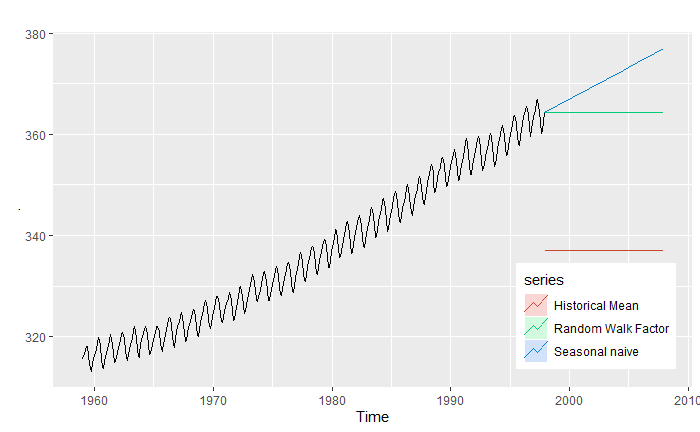 380
360
340
320
1960
1970
1980
1990
2000
2010
Time
.
series
Historical Mean
Random Walk Factor
Seasonal naive